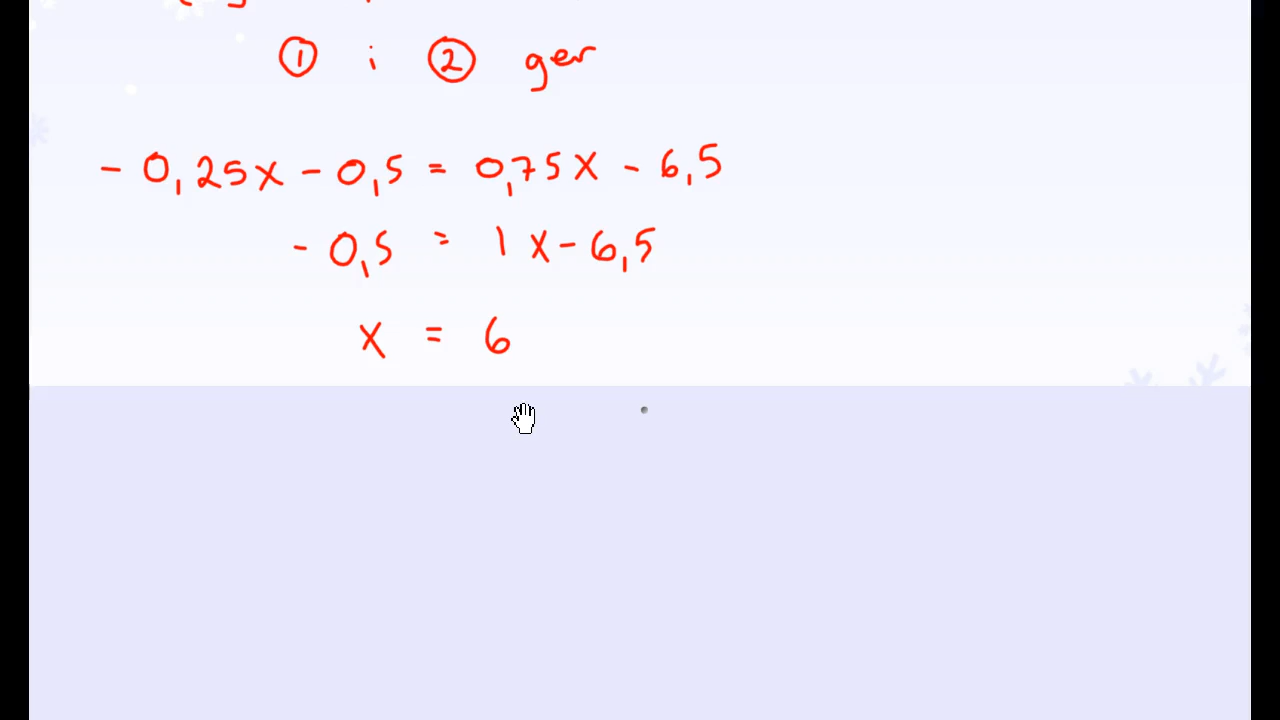 ① i ② ger
- 0,25x - 0,5 = 0,75x - 6,5
- 0,5 = 1x - 6,5
x = 6